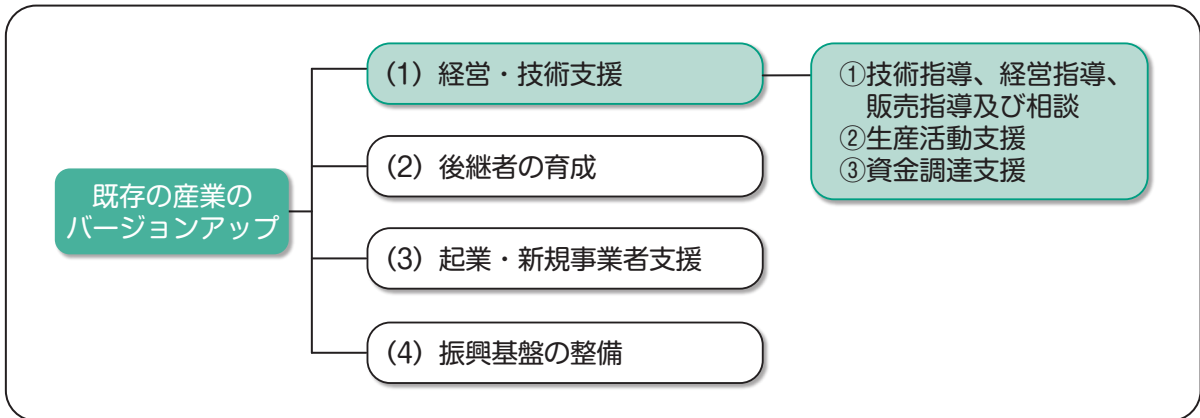 既存の産業の
バージョンアップ
(1) 経営・技術支援
(2) 後継者の育成
(3) 起業・新規事業者支援
(4) 振興基盤の整備
①技術指導、経営指導、
販売指導及び相談
②生産活動支援
③資金調達支援